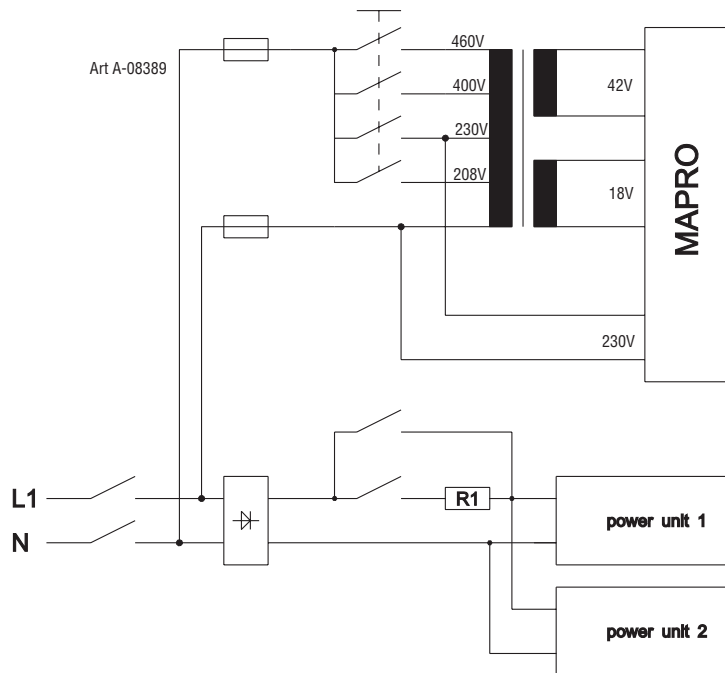 460V
Art A-08389
400V
42V
230V
MAPRO
208V
18V
230V
L1
R1
power unit 1
N
power unit 2